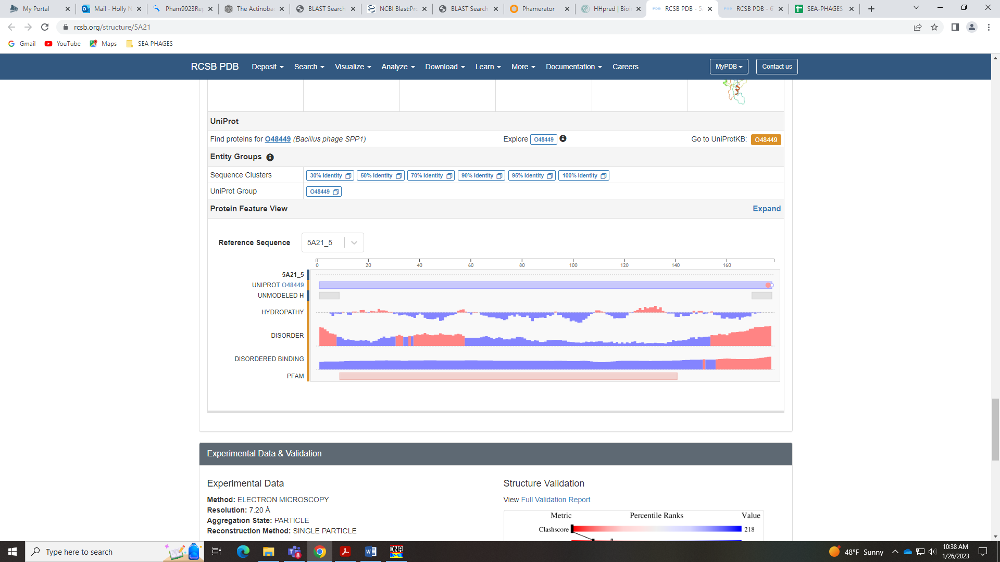 My Portal
Mail - Holly N
Pham9923Re
The Actinoba
BLAST Search
NCBI Blast:Pro
BLAST Search
Phamerator
HHpred | Bioi
RCSB PDB - 5
RCSB PDB - 6
SEA-PHAGES
rcsb.org/structure/5A21
Gmail
YouTube
Maps
SEA PHAGES
RCSB PDB
Deposit
Search
Visualize
Analyze
Download
Learn
More
Documentation
Careers
MyPDB
Contact us
UniProt
Find proteins for O48449 (Bacillus phage SPP1)
Explore O48449
Go to UniProtKB: O48449
Entity Groups
Sequence Clusters
30% Identity
50% Identity
70% Identity
90% Identity
95% Identity
100% Identity
UniProt Group
O48449
Protein Feature View
Expand
Reference Sequence
5A21_5
0 20 40 60 80 100 120 140 160
5A21_5
UNIPROT O48449
UNMODELED H
HYDROPATHY
DISORDER
DISORDERED BINDING
PFAM
Experimental Data & Validation
Experimental Data
Method: ELECTRON MICROSCOPY
Resolution: 7.20 Å
Aggregation State: PARTICLE
Reconstruction Method: SINGLE PARTICLE
Structure Validation
View Full Validation Report
Metric Percentile Ranks Value
Clashscore 218
Type here to search
8
DNA
48°F Sunny
10:38 AM
1/26/2023